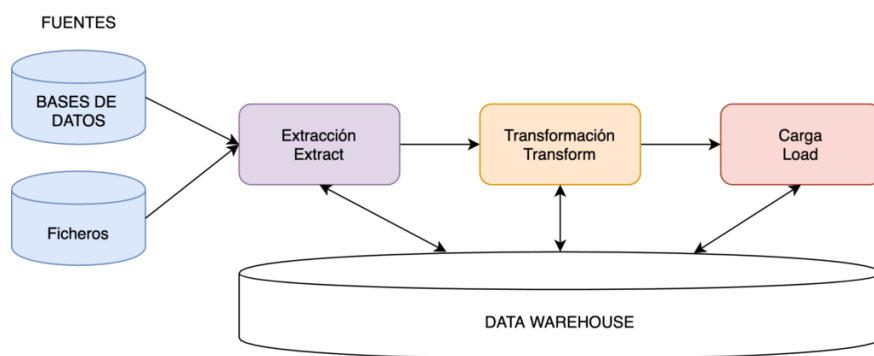 FUENTES
BASES DE
DATOS
Ficheros
Extracción
Extract
Transformación
Transform
Carga
Load
DATA WAREHOUSE